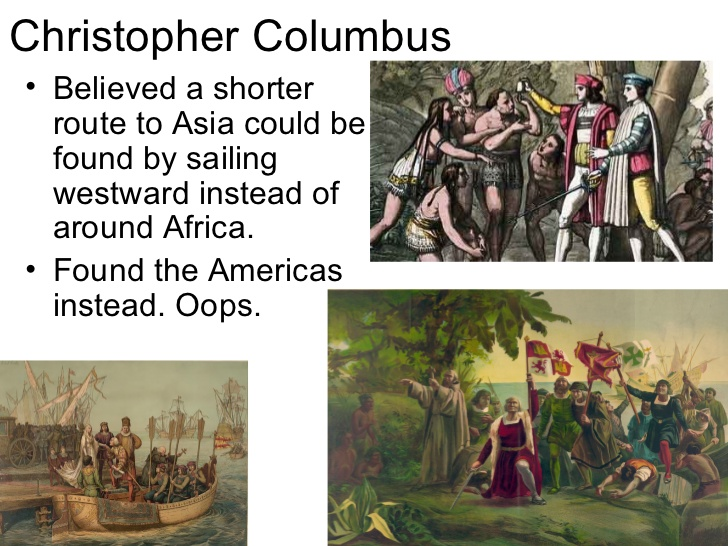 Christopher Columbus
• Believed a shorter
route to Asia could be
found by sailing
westward instead of
around Africa.
• Found the Americas
instead. Oops.